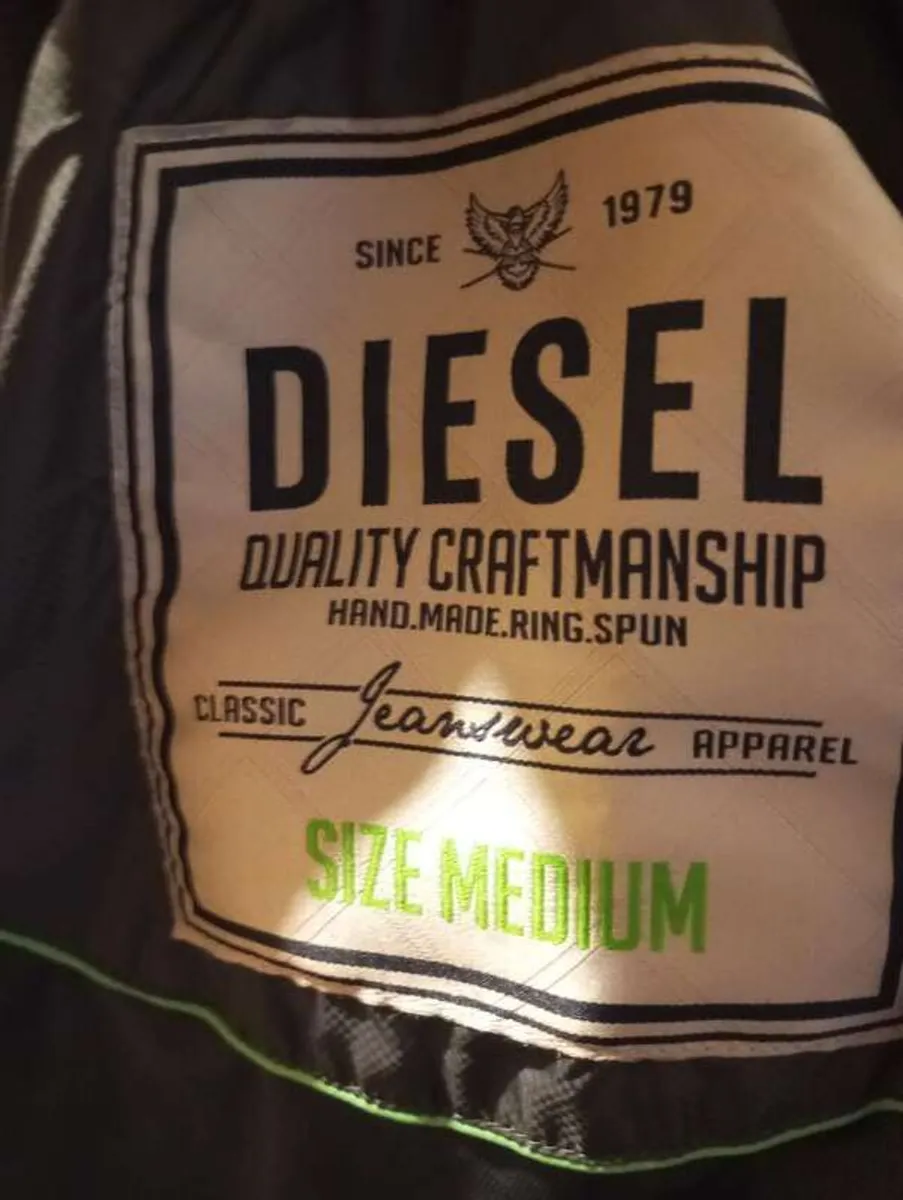 SINCE 1979
DIESEL
QUALITY CRAFTMANSHIP
HAND.MADE.RING.SPUN
CLASSIC Jeanswear APPAREL
SIZE MEDIUM